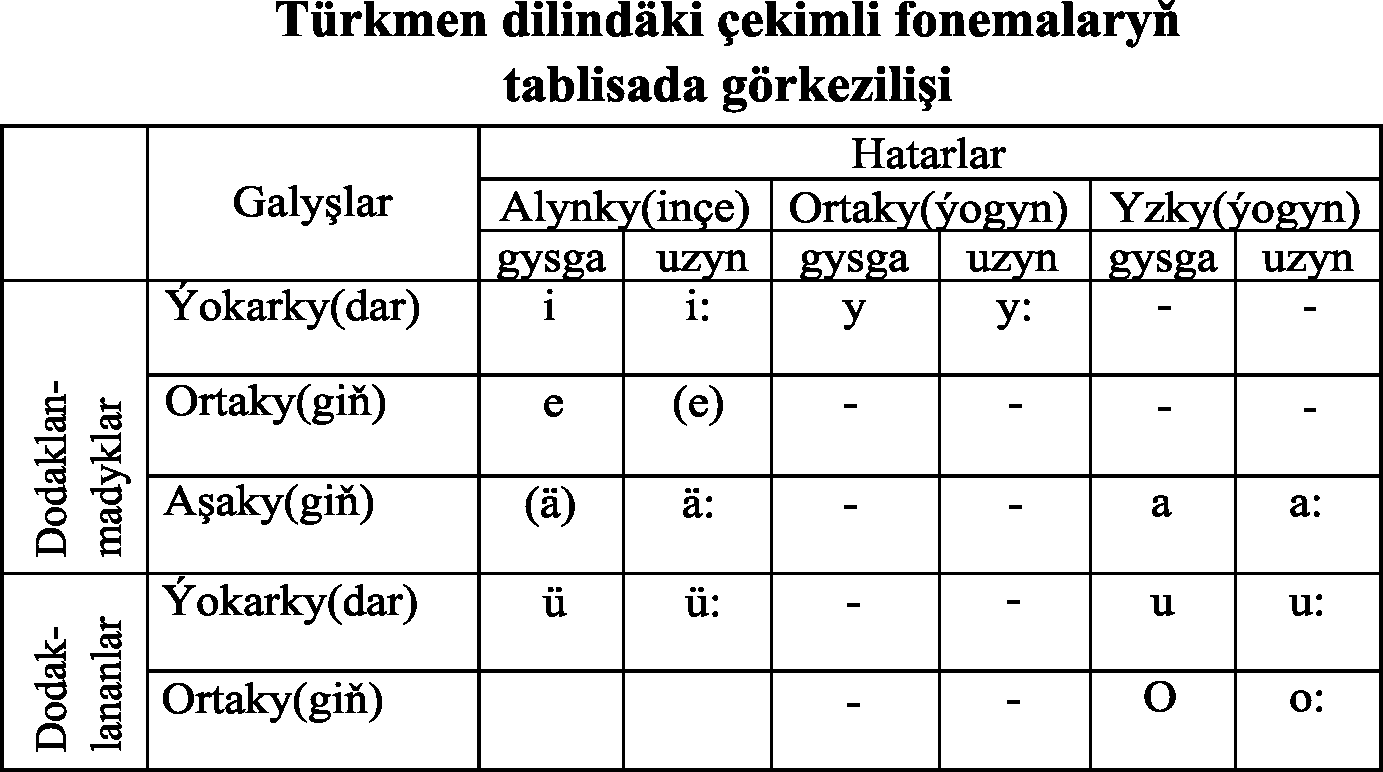 Türkmen dilindäki çekimli fonemalaryň
tablisada görkezilişi
Hatarlar
Galyşlar
Alynky(inçe) Ortaky(ýogyn) Yzky(ýogyn)
gysga uzyn gysga uzyn gysga uzyn
Dodaklan-
madyklar
Ýokarky(dar) i i: y y: - -
Ortaky(giň) e (e) - - - -
Aşaky(giň) (ä) ä: - - a a:
Dodak-
lananlar
Ýokarky(dar) ü ü: - - u u:
Ortaky(giň) - - O o: